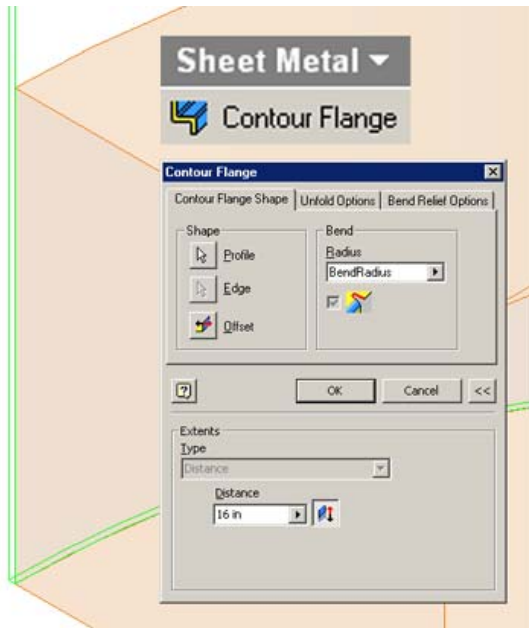 Sheet Metal
Contour Flange
Contour Flange
Contour Flange Shape Unfold Options Bend Relief Options
Shape Bend
Profile Radius
BendRadius
Edge
Offset
OK Cancel <<
Extents
Type
Distance
Distance
16 in